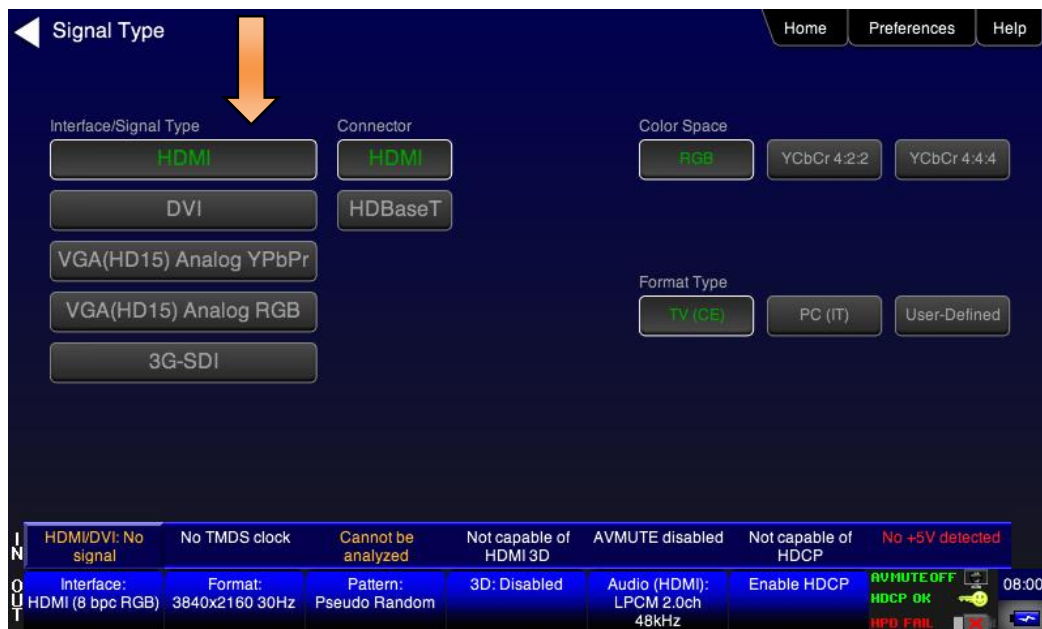 Signal Type
Home
Preferences
Help
Interface/Signal Type
Connector
Color Space
HDMI
HDMI
RGB
YCbCr 4:2:2
YCbCr 4:4:4
DVI
HDBaseT
VGA(HD15) Analog YPbPr
Format Type
VGA(HD15) Analog RGB
TV (CE)
PC (IT)
User-Defined
3G-SDI
IN
HDMI/DVI: No
signal
No TMDS clock
Cannot be
analyzed
Not capable of
HDMI 3D
AVMUTE disabled
Not capable of
HDCP
No +5V detected
OUT
Interface:
HDMI (8 bpc RGB)
Format:
3840x2160 30Hz
Pattern:
Pseudo Random
3D: Disabled
Audio (HDMI):
LPCM 2.0ch
48kHz
Enable HDCP
AVMUTEOFF
HDCP OK
HPD FAIL
08:00